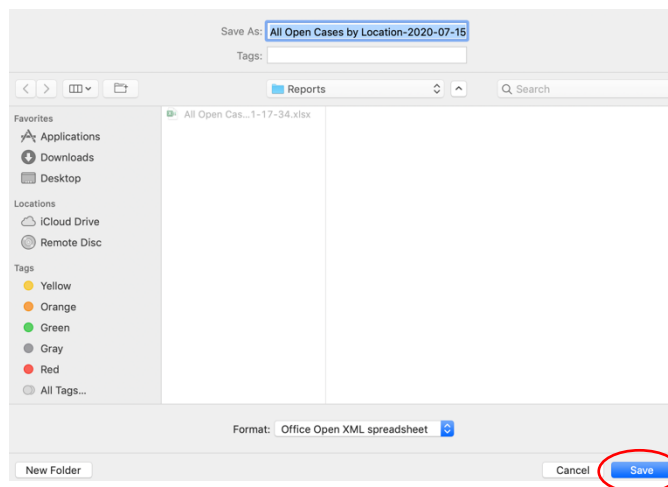 Save As: All Open Cases by Location-2020-07-15
Tags:
Reports
Search
Favorites
Applications
Downloads
Desktop
Locations
iCloud Drive
Remote Disc
Tags
Yellow
Orange
Green
Gray
Red
All Tags...
All Open Cas...1-17-34.xlsx
Format: Office Open XML spreadsheet
New Folder
Cancel
Save